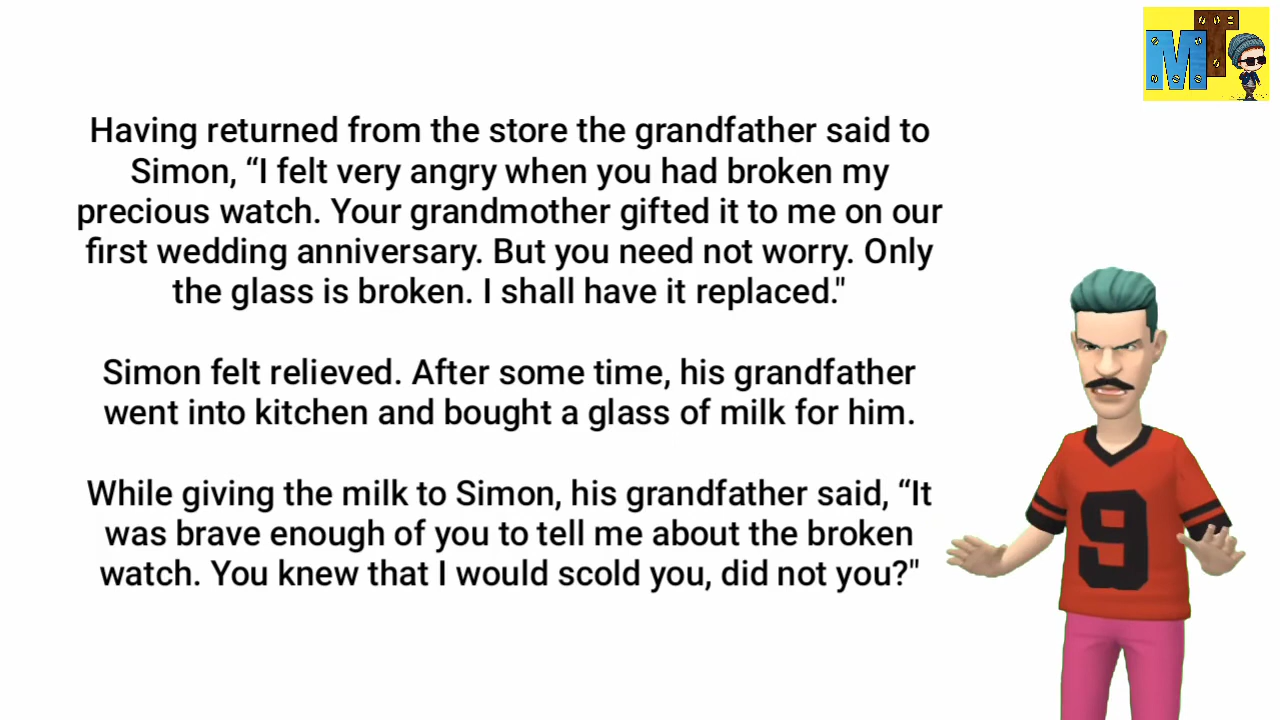 MT
Having returned from the store the grandfather said to
Simon, “I felt very angry when you had broken my
precious watch. Your grandmother gifted it to me on our
first wedding anniversary. But you need not worry. Only
the glass is broken. I shall have it replaced."
Simon felt relieved. After some time, his grandfather
went into kitchen and bought a glass of milk for him.
While giving the milk to Simon, his grandfather said, “It
was brave enough of you to tell me about the broken
watch. You knew that I would scold you, did not you?"
9